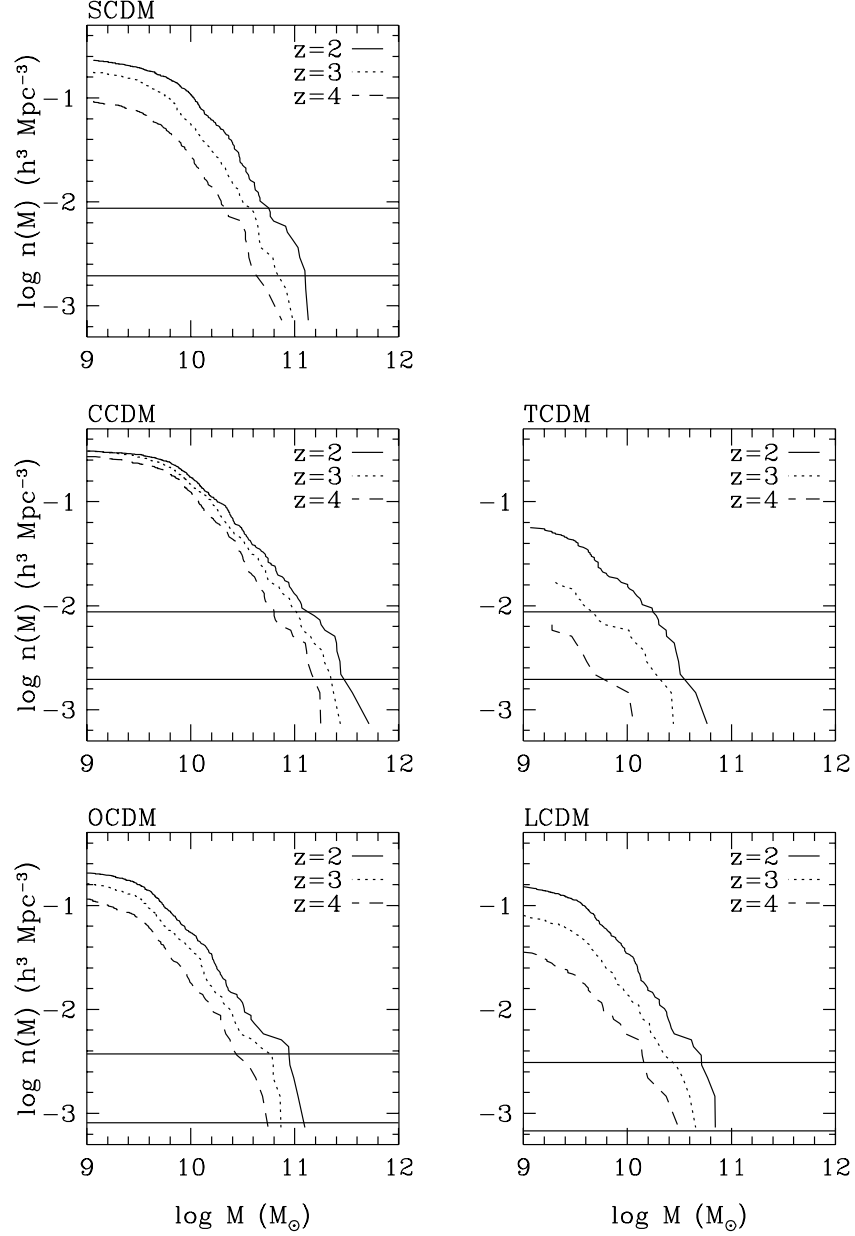 SCDM
z=2
z=3
z=4
log n(M) (h³ Mpc⁻³)
−1
−2
−3
9 10 11 12
CCDM
z=2
z=3
z=4
log n(M) (h³ Mpc⁻³)
−1
−2
−3
9 10 11 12
TCDM
z=2
z=3
z=4
−1
−2
−3
9 10 11 12
OCDM
z=2
z=3
z=4
log n(M) (h³ Mpc⁻³)
−1
−2
−3
9 10 11 12
log M (M⊙)
LCDM
z=2
z=3
z=4
−1
−2
−3
9 10 11 12
log M (M⊙)